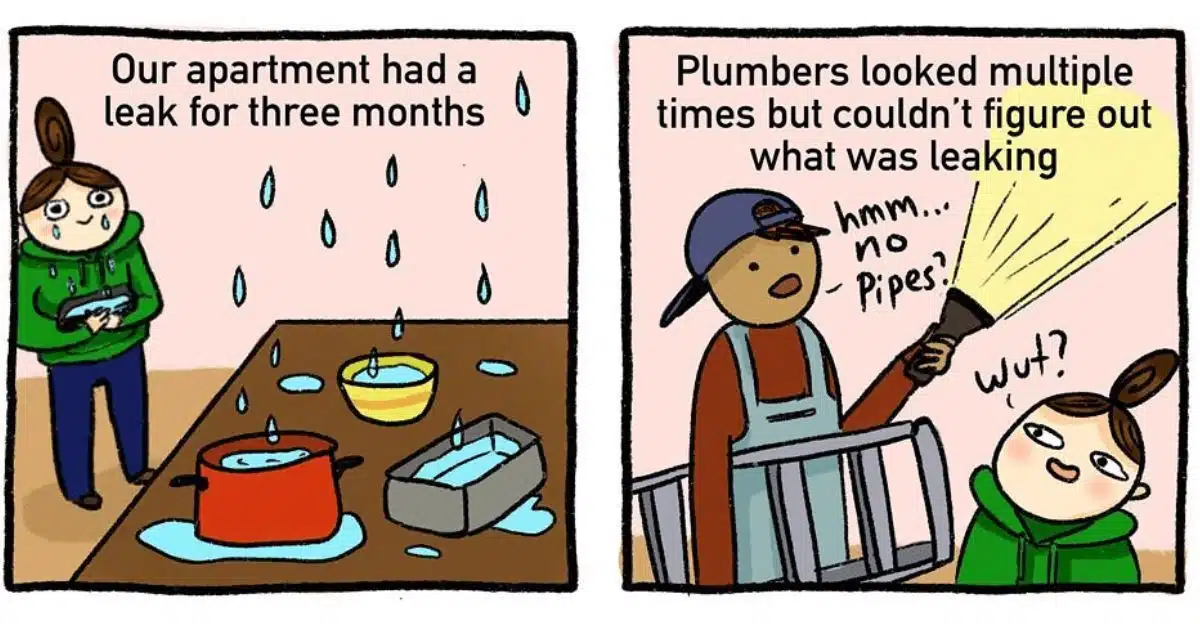 Our apartment had a
leak for three months
Plumbers looked multiple
times but couldn't figure out
what was leaking
hmm...
no
Pipes?
wut?